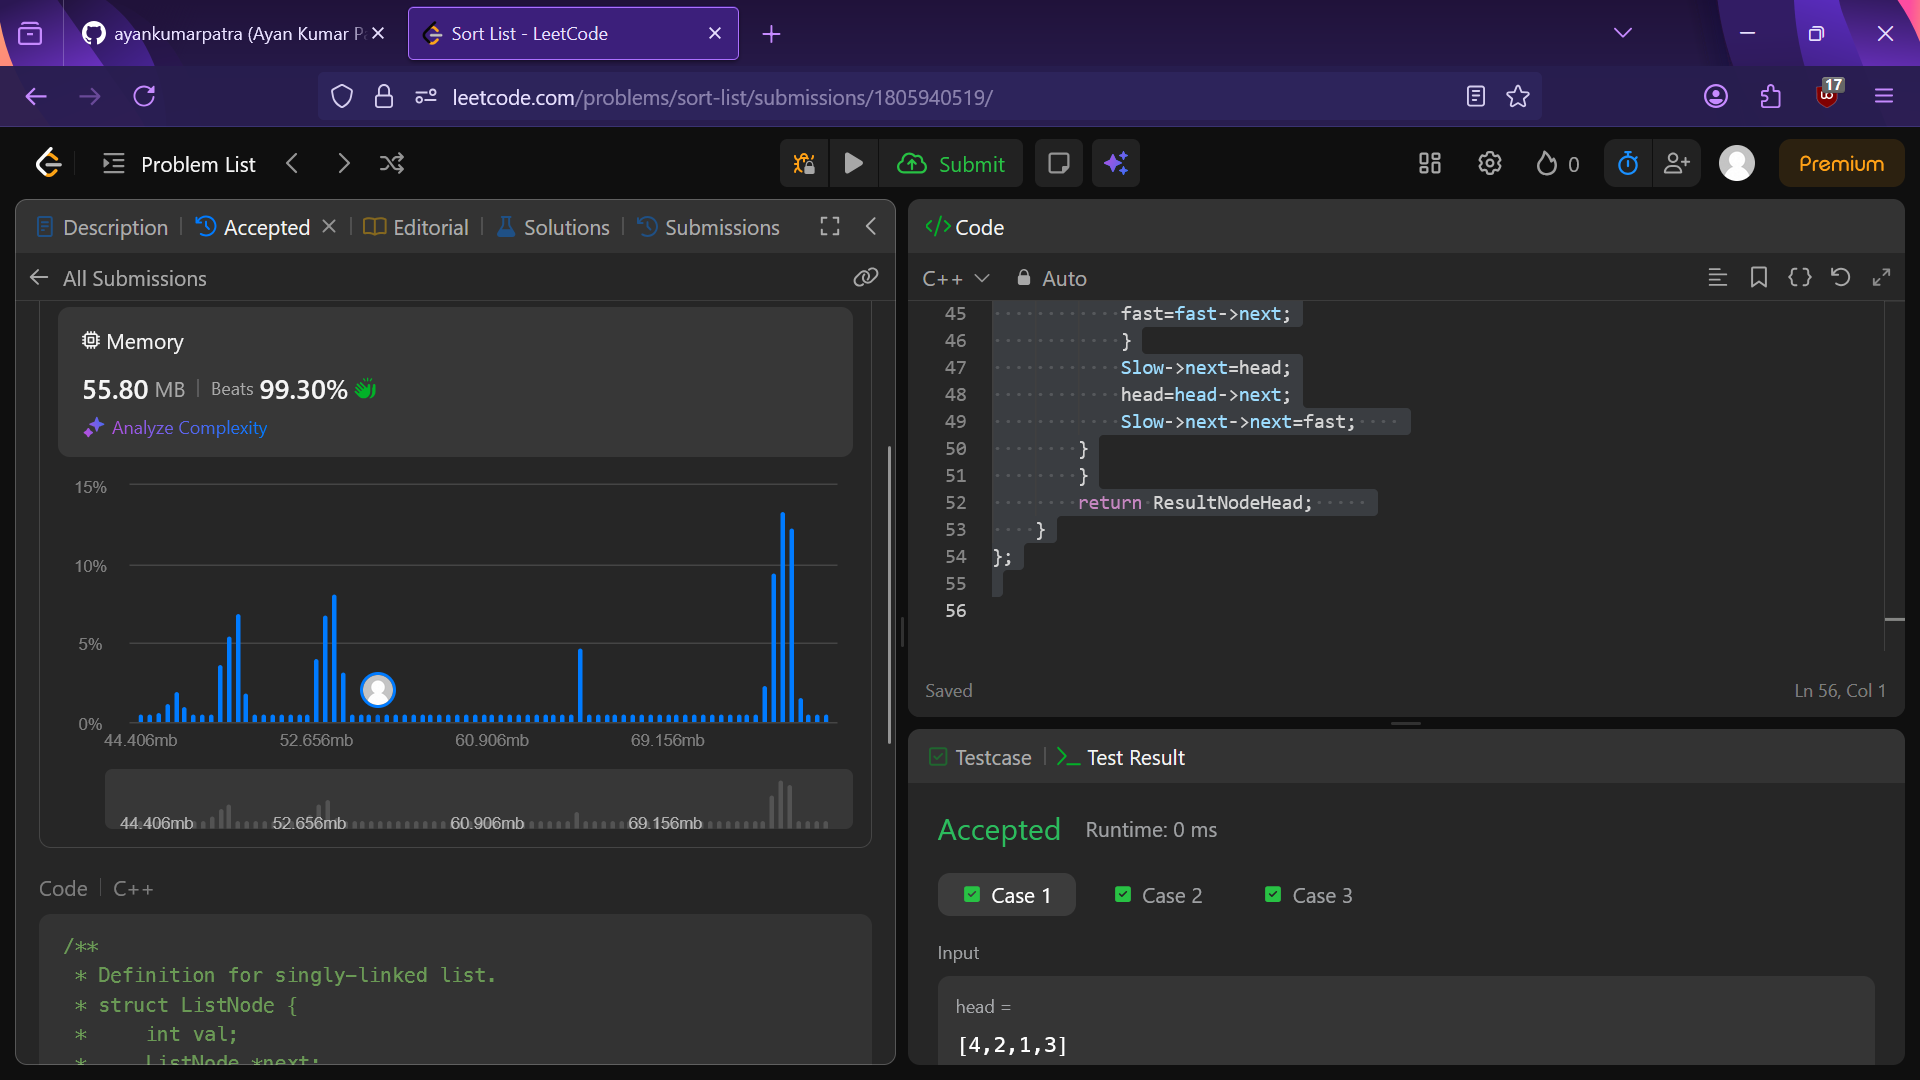 ayankumarpatra (Ayan Kumar P
Sort List - LeetCode
17
leetcode.com/problems/sort-list/submissions/1805940519/
Problem List
Submit
0
Premium
Description
Accepted
Editorial
Solutions
Submissions
All Submissions
Memory
55.80 MB
Beats 99.30%
Analyze Complexity
15%
10%
5%
0%
44.406mb 52.656mb 60.906mb 69.156mb
44.406mb 52.656mb 60.906mb 69.156mb
Code
C++
/**
* Definition for singly-linked list.
* struct ListNode {
* int val;
* ListNode *next;
</> Code
C++
Auto
45 fast=fast->next;
46 }
47 Slow->next=head;
48 head=head->next;
49 Slow->next->next=fast;
50 }
51 }
52 return ResultNodeHead;
53 }
54 };
55
56
Saved
Ln 56, Col 1
Testcase
Test Result
Accepted
Runtime: 0 ms
Case 1
Case 2
Case 3
Input
head =
[4,2,1,3]